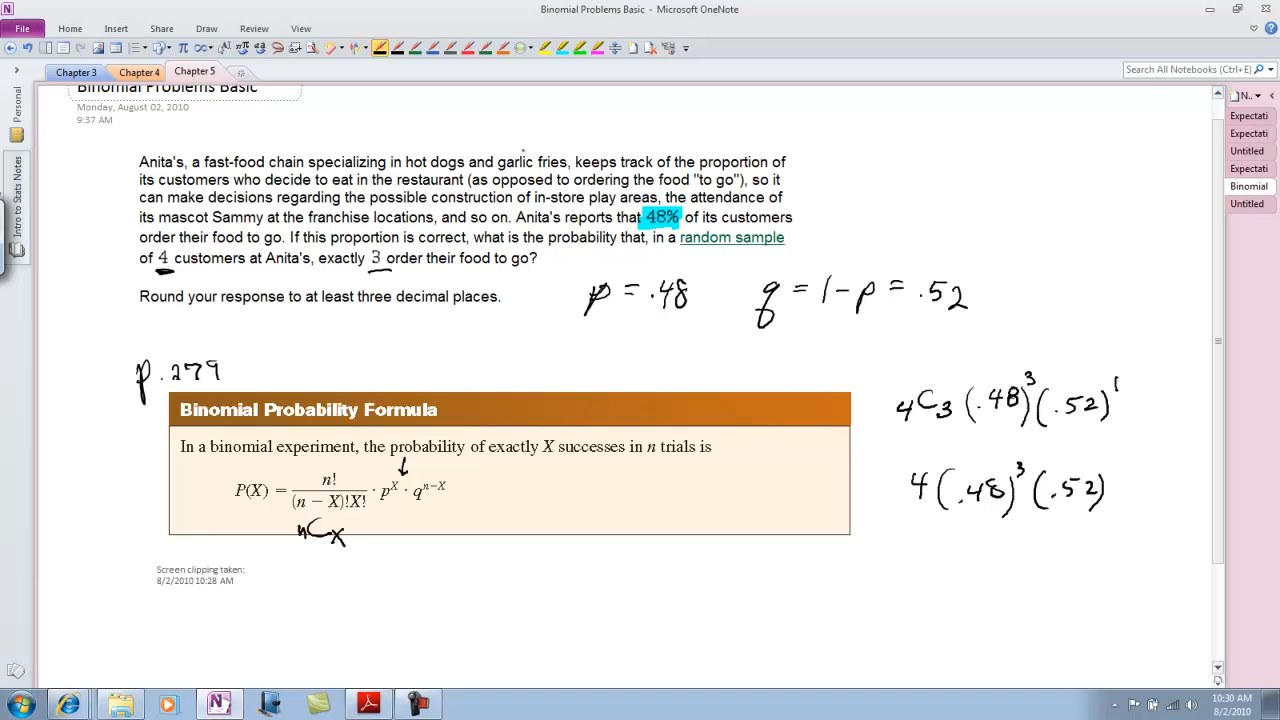 Binomial Problems Basic - Microsoft OneNote
File Home Insert Share Draw Review View
Chapter 3 Chapter 4 Chapter 5
Search All Notebooks (Ctrl+E)
Personal
Intro to Stats Notes
N..
Expectati
Expectati
Untitled
Expectati
Binomial
Untitled
Binomial Problems Basic
Monday, August 02, 2010
9:37 AM
Anita's, a fast-food chain specializing in hot dogs and garlic fries, keeps track of the proportion of
its customers who decide to eat in the restaurant (as opposed to ordering the food "to go"), so it
can make decisions regarding the possible construction of in-store play areas, the attendance of
its mascot Sammy at the franchise locations, and so on. Anita's reports that 48% of its customers
order their food to go. If this proportion is correct, what is the probability that, in a random sample
of 4 customers at Anita's, exactly 3 order their food to go?
Round your response to at least three decimal places.
p = .48 q = 1 - p = .52
p. 279
Binomial Probability Formula
In a binomial experiment, the probability of exactly X successes in n trials is
P(X) = n! / (n − X)!X! · p^X · q^(n−X)
nCx
4C3 (.48)^3 (.52)^1
4 (.48)^3 (.52)
Screen clipping taken:
8/2/2010 10:28 AM
10:30 AM
8/2/2010